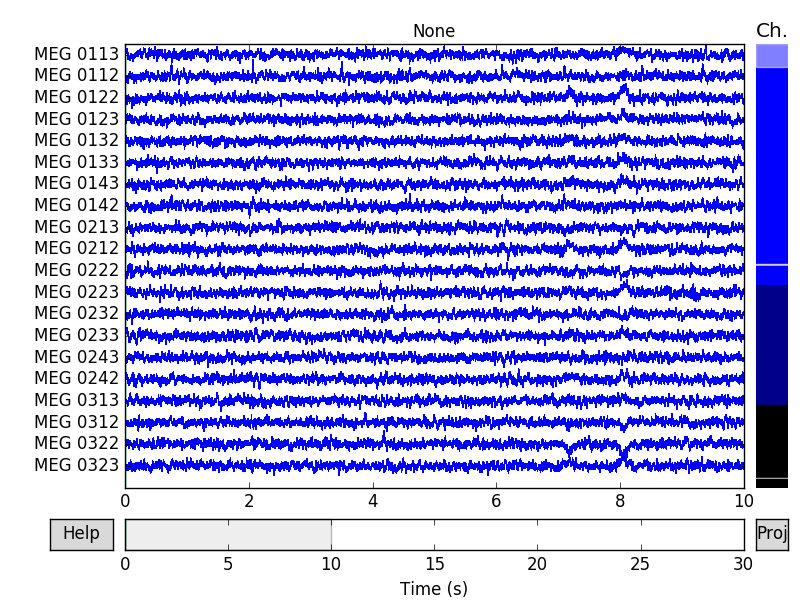 None
Ch.
MEG 0113
MEG 0112
MEG 0122
MEG 0123
MEG 0132
MEG 0133
MEG 0143
MEG 0142
MEG 0213
MEG 0212
MEG 0222
MEG 0223
MEG 0232
MEG 0233
MEG 0243
MEG 0242
MEG 0313
MEG 0312
MEG 0322
MEG 0323
0 2 4 6 8 10
Help
Proj
0 5 10 15 20 25 30
Time (s)